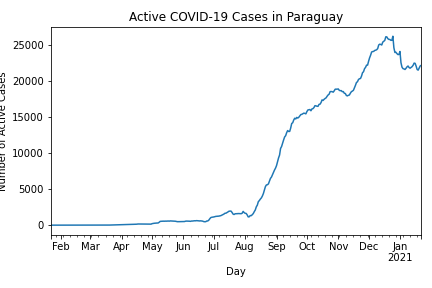 Active COVID-19 Cases in Paraguay
Number of Active Cases
25000
20000
15000
10000
5000
0
Feb Mar Apr May Jun Jul Aug Sep Oct Nov Dec Jan
2021
Day